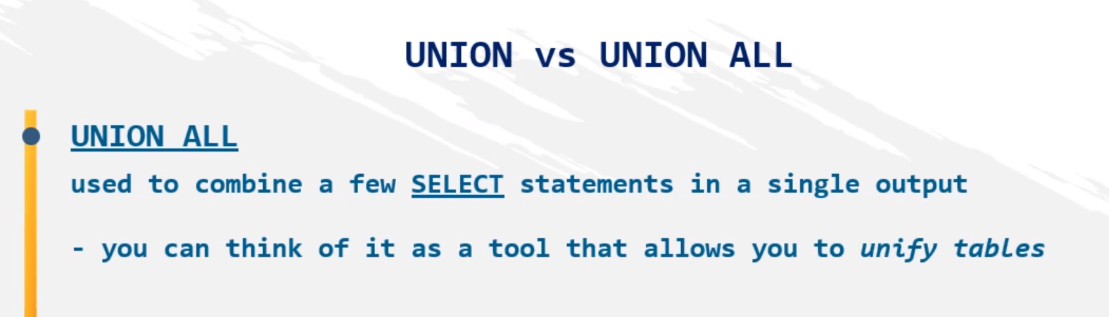 UNION vs UNION ALL
UNION ALL
used to combine a few SELECT statements in a single output
- you can think of it as a tool that allows you to unify tables